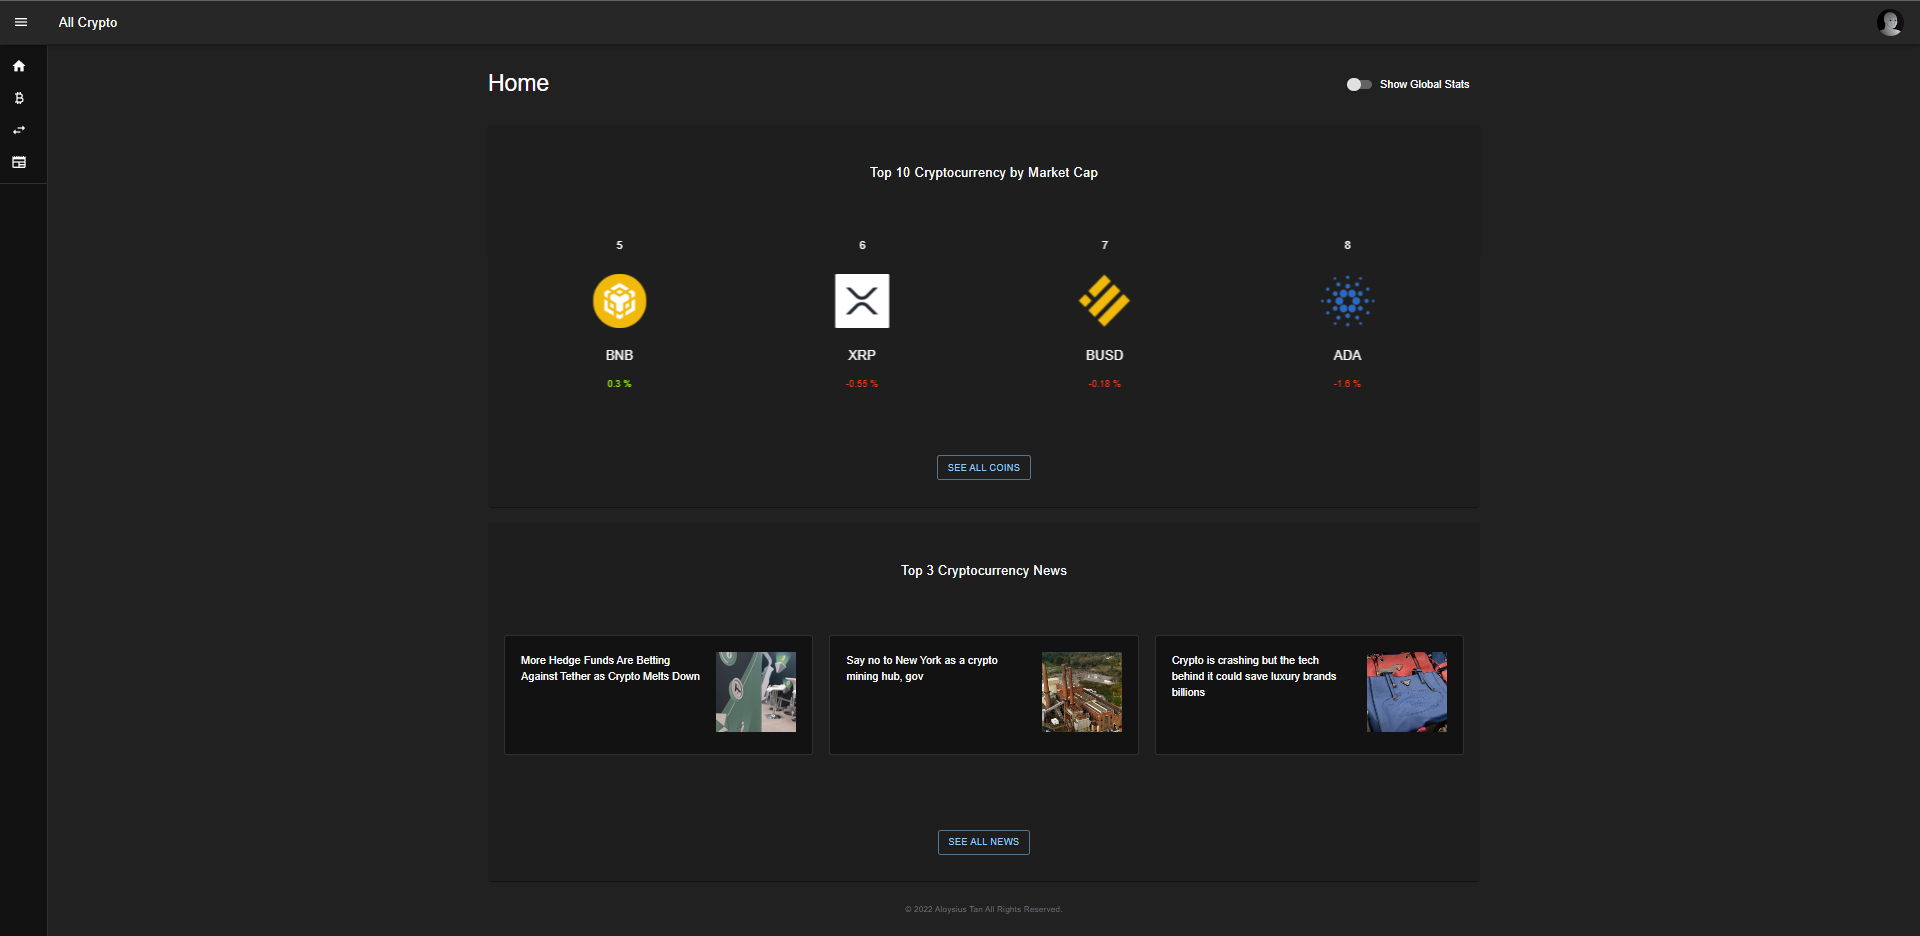 All Crypto
Home
Show Global Stats
Top 10 Cryptocurrency by Market Cap
5
6
7
8
BNB
XRP
BUSD
ADA
0.3 %
-0.55 %
-0.18 %
-1.6 %
SEE ALL COINS
Top 3 Cryptocurrency News
More Hedge Funds Are Betting
Against Tether as Crypto Melts Down
Say no to New York as a crypto
mining hub, gov
Crypto is crashing but the tech
behind it could save luxury brands
billions
SEE ALL NEWS
© 2022 Aloysius Tan All Rights Reserved.